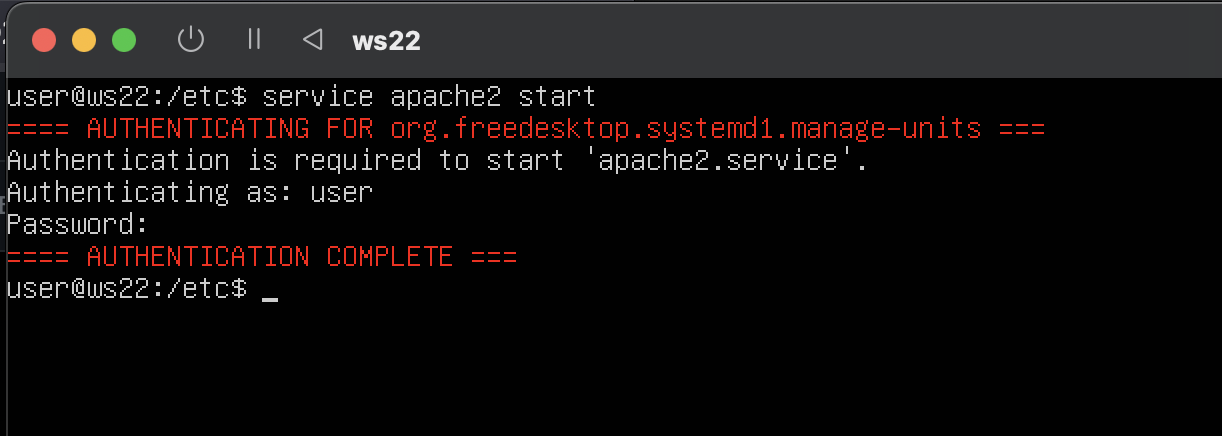 ws22
user@ws22:/etc$ service apache2 start
==== AUTHENTICATING FOR org.freedesktop.systemd1.manage-units ===
Authentication is required to start 'apache2.service'.
Authenticating as: user
Password:
==== AUTHENTICATION COMPLETE ===
user@ws22:/etc$ _